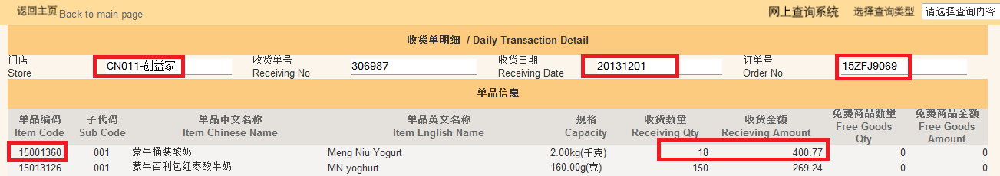 返回主页 Back to main page 网上查询系统 选择查询类型 请选择查询内容
收货单明细 / Daily Transaction Detail
门店 收货单号 收货日期 订单号
Store CN011-创益家 Receiving No 306987 Receiving Date 20131201 Order No 15ZFJ9069
单品信息
单品编码 子代码 单品中文名称 单品英文名称 规格 收货数量 收货金额 免费商品数量 免费商品金额
Item Code Sub Code Item Chinese Name Item English Name Capacity Receiving Qty Recieving Amount Free Goods Qty Free Goods Amount
15001360 001 蒙牛桶装酸奶 Meng Niu Yogurt 2.00kg(千克) 18 400.77 0 0
15013126 001 蒙牛百利包红枣酸牛奶 MN yoghurt 160.00g(克) 150 269.24 0 0